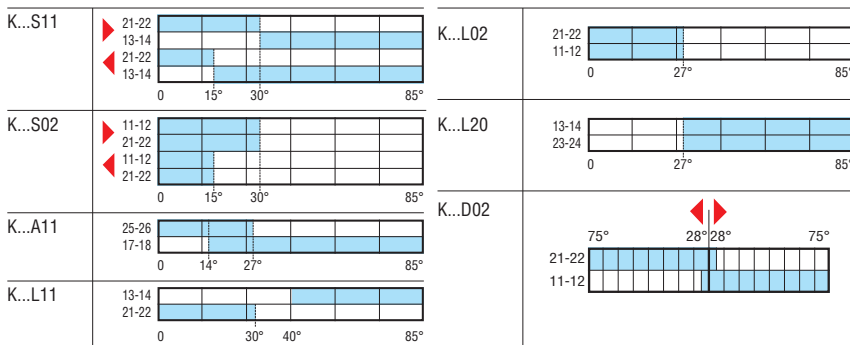 K...S11
21-22
13-14
21-22
13-14
0 15° 30° 85°
K...S02
11-12
21-22
11-12
21-22
0 15° 30° 85°
K...A11
25-26
17-18
0 14° 27° 85°
K...L11
13-14
21-22
0 30° 40° 85°
K...L02
21-22
11-12
0 27° 85°
K...L20
13-14
23-24
0 27° 85°
K...D02
75° 28° 28° 75°
21-22
11-12